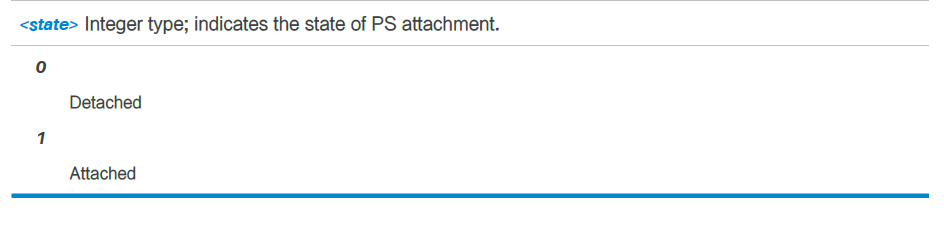 <state> Integer type; indicates the state of PS attachment.
0
Detached
1
Attached